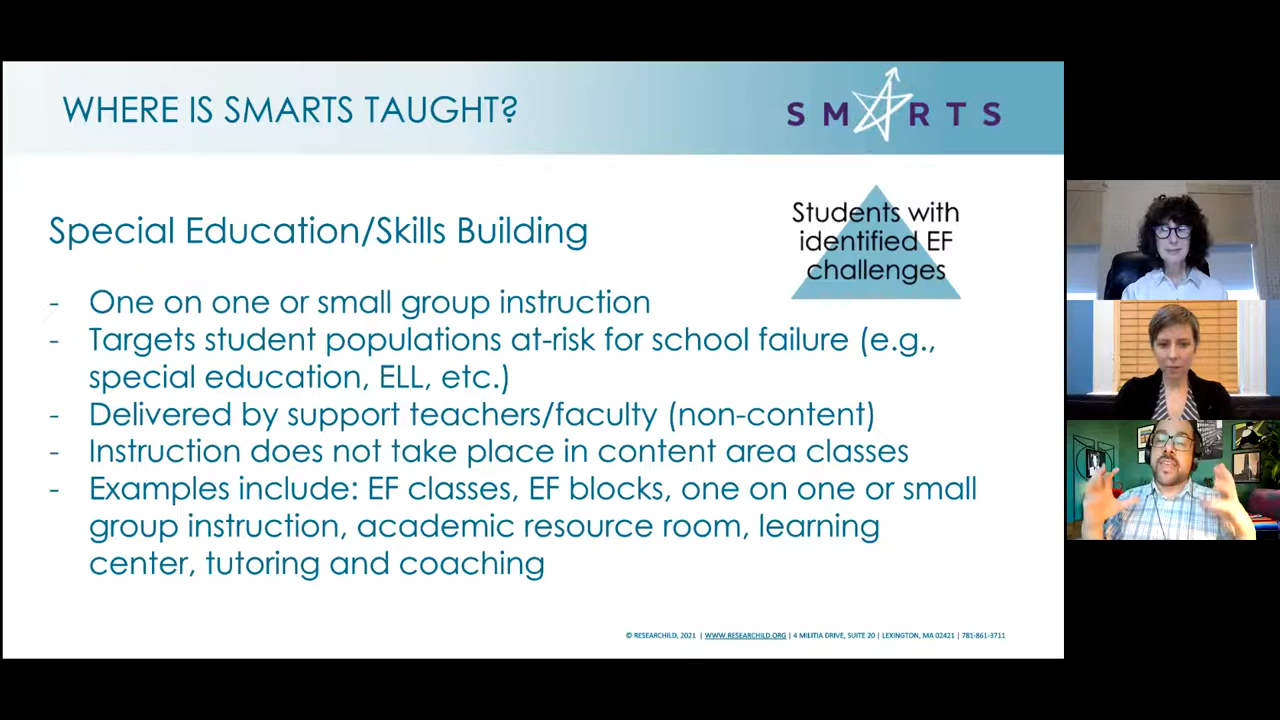 WHERE IS SMARTS TAUGHT?
SMARTS
Students with
identified EF
challenges
Special Education/Skills Building
- One on one or small group instruction
- Targets student populations at-risk for school failure (e.g.,
special education, ELL, etc.)
- Delivered by support teachers/faculty (non-content)
- Instruction does not take place in content area classes
- Examples include: EF classes, EF blocks, one on one or small
group instruction, academic resource room, learning
center, tutoring and coaching
© RESEARCHILD, 2021 | WWW.RESEARCHILD.ORG | 4 MILITIA DRIVE, SUITE 20 | LEXINGTON, MA 02421 | 781-861-3711